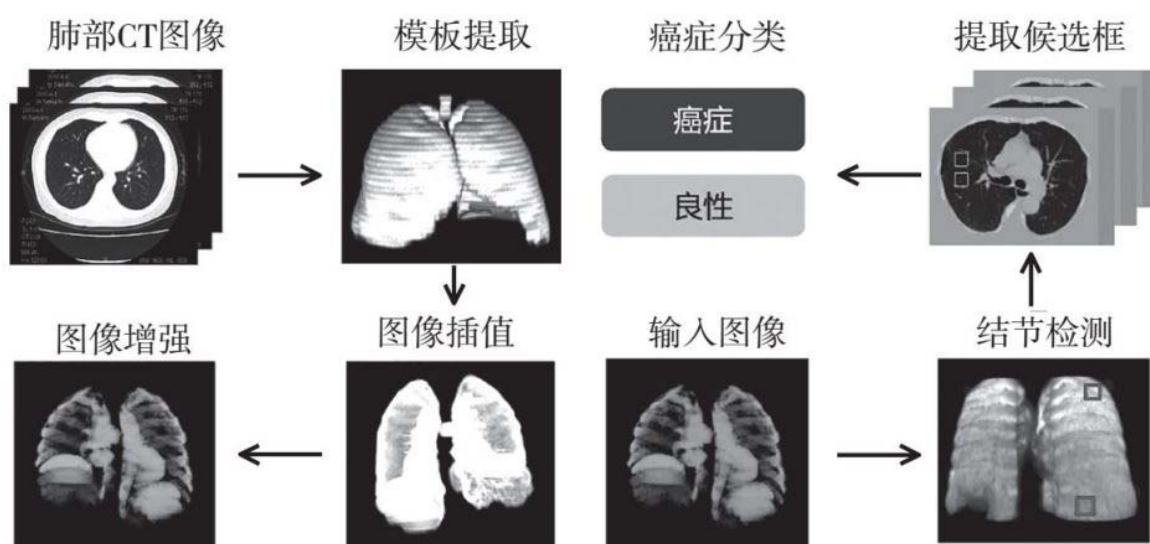 肺部CT图像
模板提取
癌症分类
提取候选框
癌症
良性
图像增强
图像插值
输入图像
结节检测